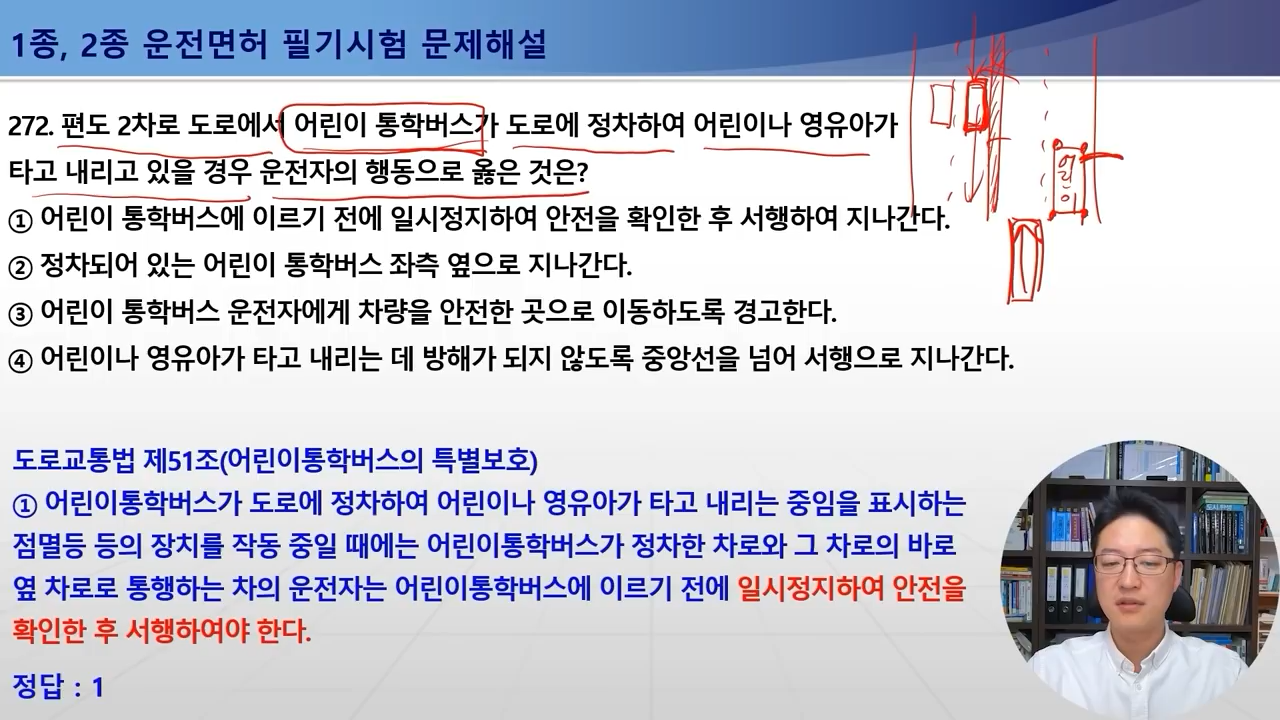 1종, 2종 운전면허 필기시험 문제해설
272. 편도 2차로 도로에서 어린이 통학버스가 도로에 정차하여 어린이나 영유아가
타고 내리고 있을 경우 운전자의 행동으로 옳은 것은?
① 어린이 통학버스에 이르기 전에 일시정지하여 안전을 확인한 후 서행하여 지나간다.
② 정차되어 있는 어린이 통학버스 좌측 옆으로 지나간다.
③ 어린이 통학버스 운전자에게 차량을 안전한 곳으로 이동하도록 경고한다.
④ 어린이나 영유아가 타고 내리는 데 방해가 되지 않도록 중앙선을 넘어 서행으로 지나간다.
어린이
도로교통법 제51조(어린이통학버스의 특별보호)
① 어린이통학버스가 도로에 정차하여 어린이나 영유아가 타고 내리는 중임을 표시하는
점멸등 등의 장치를 작동 중일 때에는 어린이통학버스가 정차한 차로와 그 차로의 바로
옆 차로로 통행하는 차의 운전자는 어린이통학버스에 이르기 전에 일시정지하여 안전을
확인한 후 서행하여야 한다.
정답 : 1